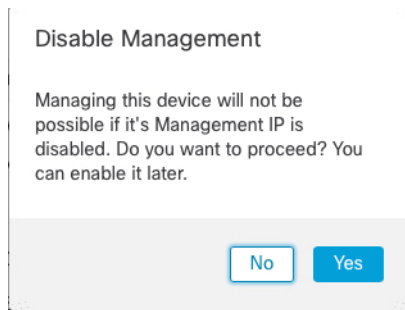 Disable Management
Managing this device will not be
possible if it's Management IP is
disabled. Do you want to proceed? You
can enable it later.
No
Yes